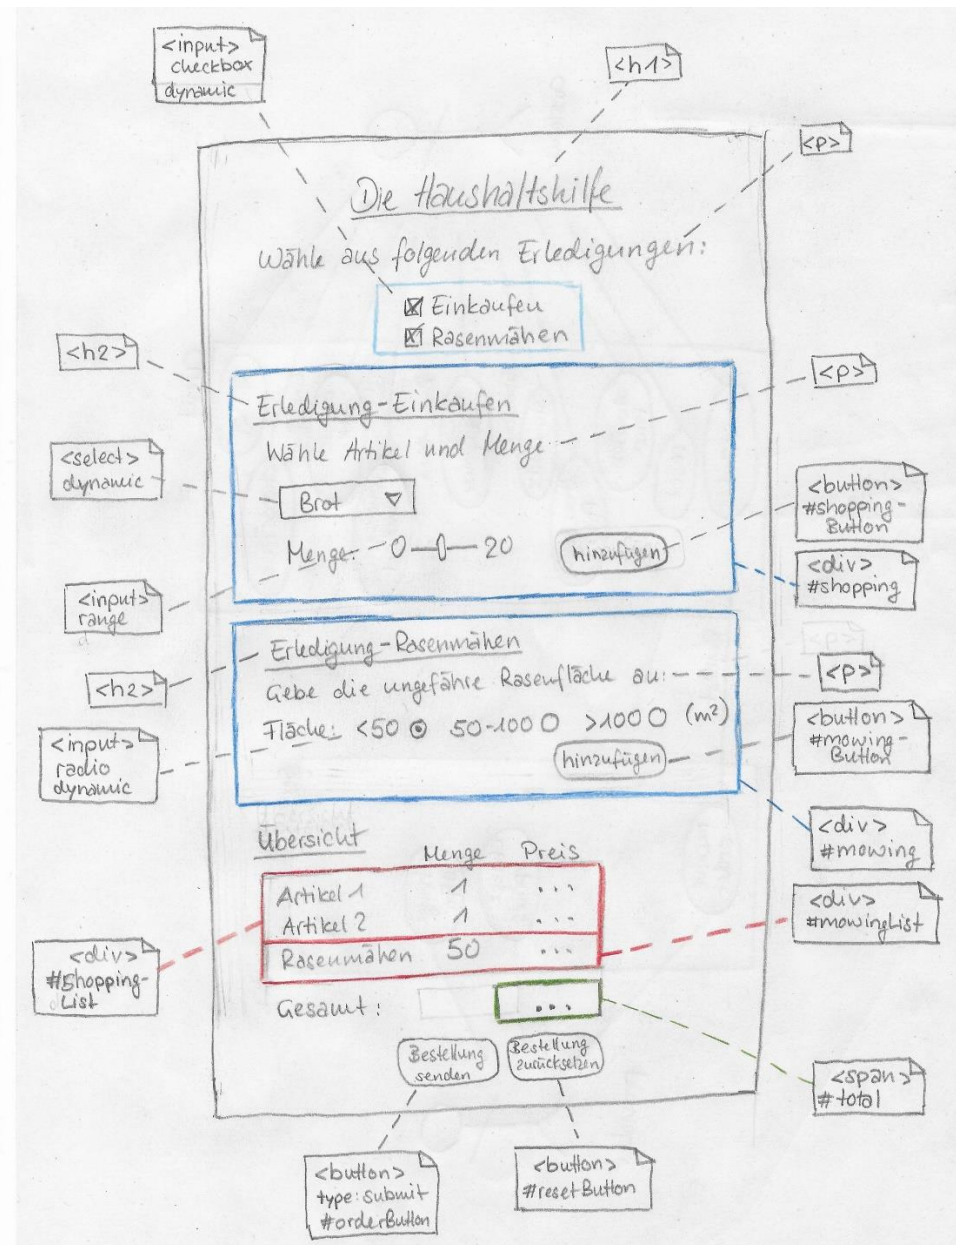 <input>
checkbox
dynamic
<h1>
<p>
Die Haushaltshilfe
Wähle aus folgenden Erledigungen:
Einkaufen
Rasenmähen
<h2>
<p>
Erledigung-Einkaufen
Wähle Artikel und Menge
<select>
dynamic
Brot
<button>
#shopping-
Button
Menge: 0 20
hinzufügen
<div>
#shopping
<input>
range
Erledigung-Rasenmähen
<h2>
Gebe die ungefähre Rasenfläche an:
<p>
Fläche: <50 50-100 >100 (m²)
<input>
radio
dynamic
<button>
#mowing-
Button
hinzufügen
<div>
#mowing
Übersicht
Menge Preis
Artikel 1 1 ...
Artikel 2 1 ...
Rasenmähen 50 ...
<div>
#mowingList
<div>
#Shopping-
List
Gesamt: ...
Bestellung
senden
Bestellung
zurücksetzen
<span>
#total
<button>
type:submit
#orderButton
<button>
#resetButton